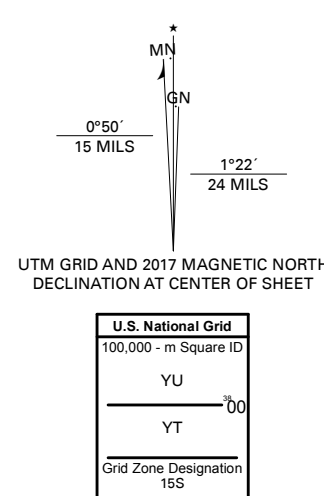 ★
MN
GN
0°50´
15 MILS
1°22´
24 MILS
UTM GRID AND 2017 MAGNETIC NORTH
DECLINATION AT CENTER OF SHEET
U.S. National Grid
100,000 - m Square ID
YU
3800
YT
Grid Zone Designation
15S